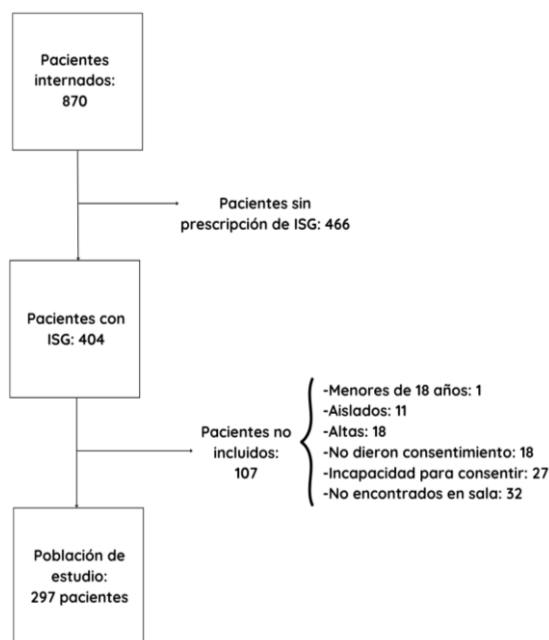 Pacientes
internados:
870
Pacientes sin
prescripción de ISG: 466
Pacientes con
ISG: 404
Pacientes no
incluidos:
107
-Menores de 18 años: 1
-Aislados: 11
-Altas: 18
-No dieron consentimiento: 18
-Incapacidad para consentir: 27
-No encontrados en sala: 32
Población de
estudio:
297 pacientes